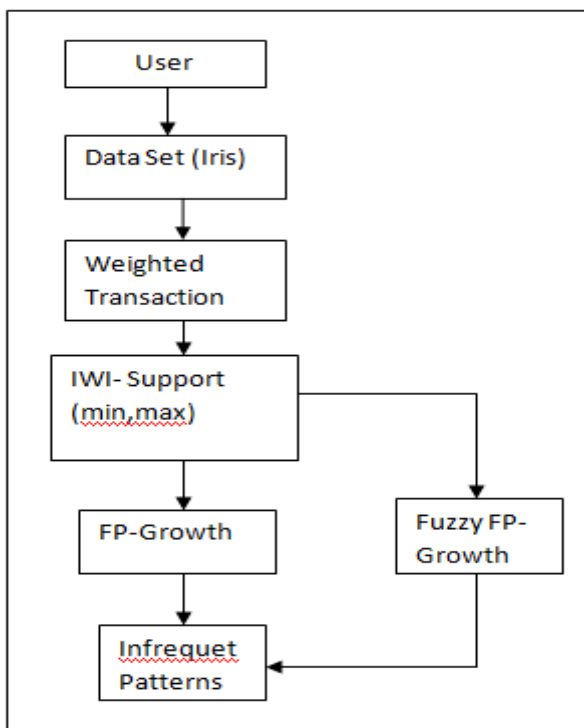 User
Data Set (Iris)
Weighted
Transaction
IWI- Support
(min,max)
FP-Growth
Fuzzy FP-
Growth
Infrequet
Patterns